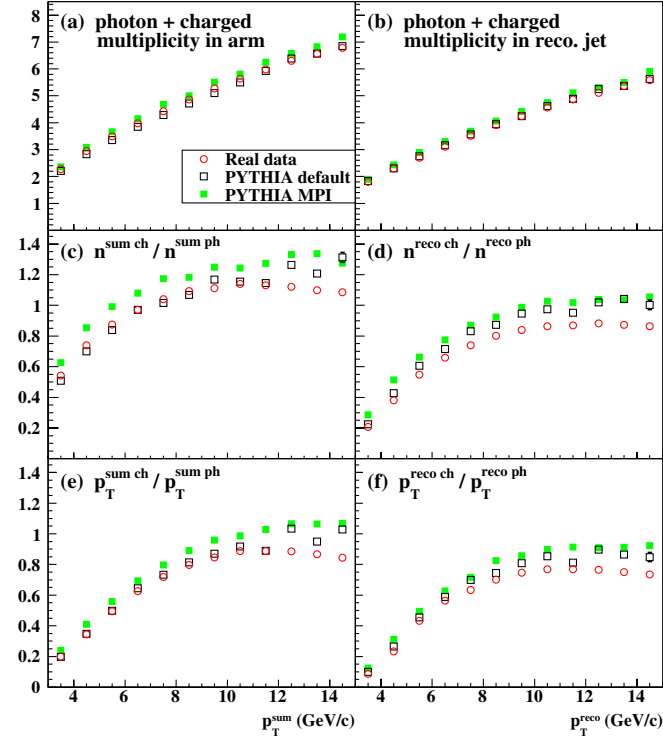 (a) photon + charged
multiplicity in arm
(b) photon + charged
multiplicity in reco. jet
8
7
6
5
4
3
2
1
Real data
PYTHIA default
PYTHIA MPI
(c) n^sum ch / n^sum ph
(d) n^reco ch / n^reco ph
1.4
1.2
1
0.8
0.6
0.4
0.2
(e) p_T^sum ch / p_T^sum ph
(f) p_T^reco ch / p_T^reco ph
1.4
1.2
1
0.8
0.6
0.4
0.2
0
4 6 8 10 12 14
4 6 8 10 12 14
p_T^sum (GeV/c)
p_T^reco (GeV/c)